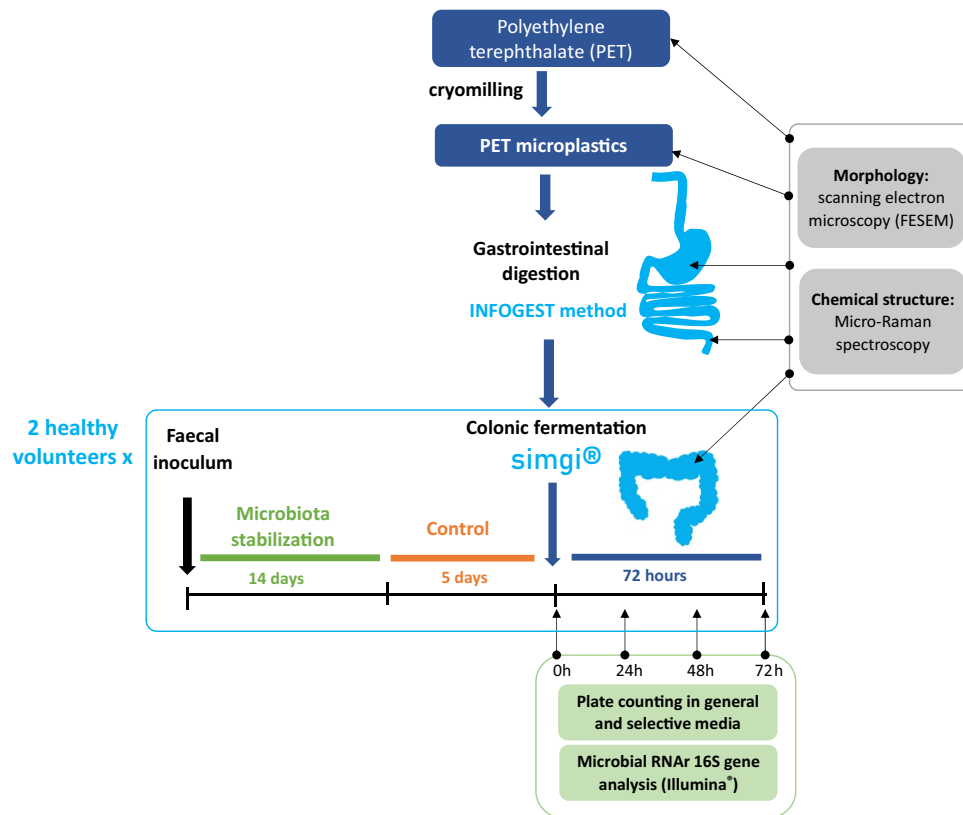 Polyethylene
terephthalate (PET)
cryomilling
PET microplastics
Morphology:
scanning electron
microscopy (FESEM)
Gastrointestinal
digestion
INFOGEST method
Chemical structure:
Micro-Raman
spectroscopy
2 healthy
volunteers x
Faecal
inoculum
Colonic fermentation
simgi®
Microbiota
stabilization
Control
14 days
5 days
72 hours
0h
24h
48h
72h
Plate counting in general
and selective media
Microbial RNAr 16S gene
analysis (Illumina®)